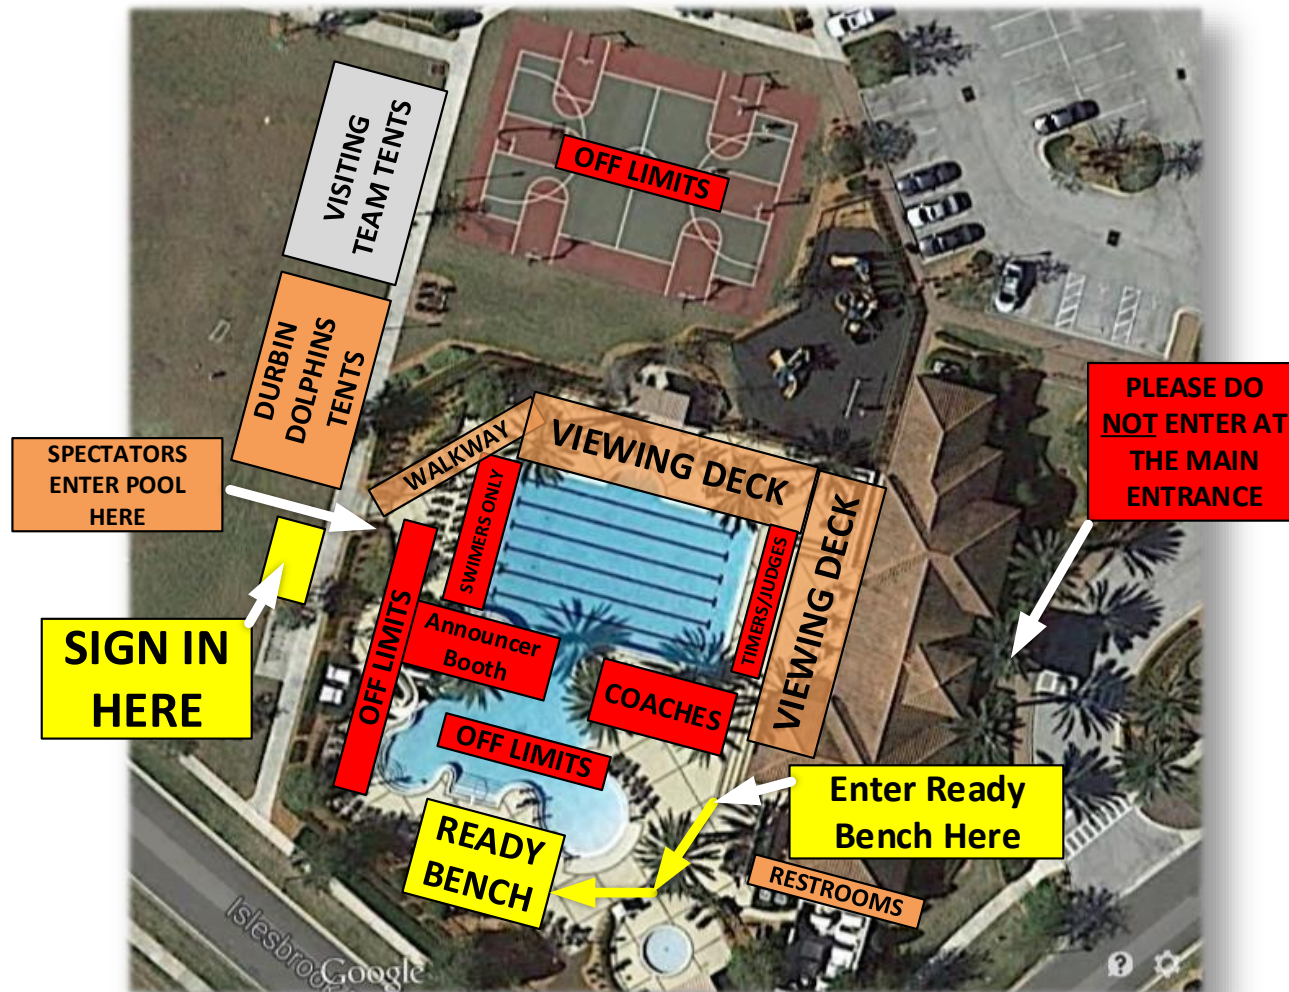 VISITING
TEAM TENTS
OFF LIMITS
DURBIN
DOLPHINS
TENTS
PLEASE DO
NOT ENTER AT
THE MAIN
ENTRANCE
SPECTATORS
ENTER POOL
HERE
WALKWAY
VIEWING DECK
SWIMERS ONLY
VIEWING DECK
TIMERS/JUDGES
OFF LIMITS
SIGN IN
HERE
Announcer
Booth
COACHES
OFF LIMITS
Enter Ready
Bench Here
READY
BENCH
RESTROOMS
Google